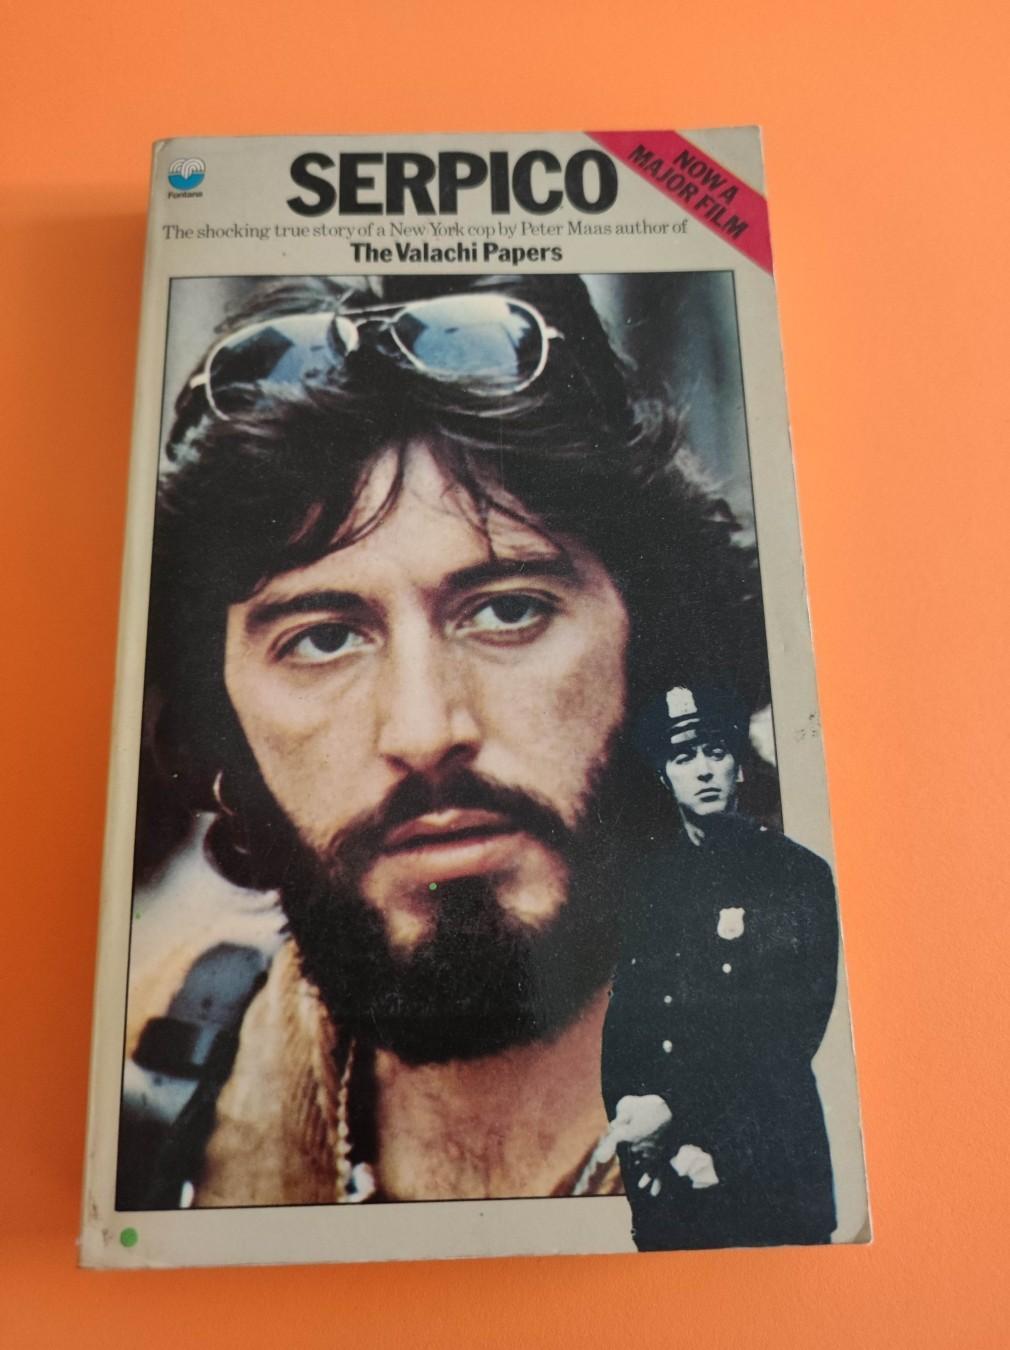 Fontana
SERPICO
NOW A
MAJOR FILM
The shocking true story of a New York cop by Peter Maas author of
The Valachi Papers